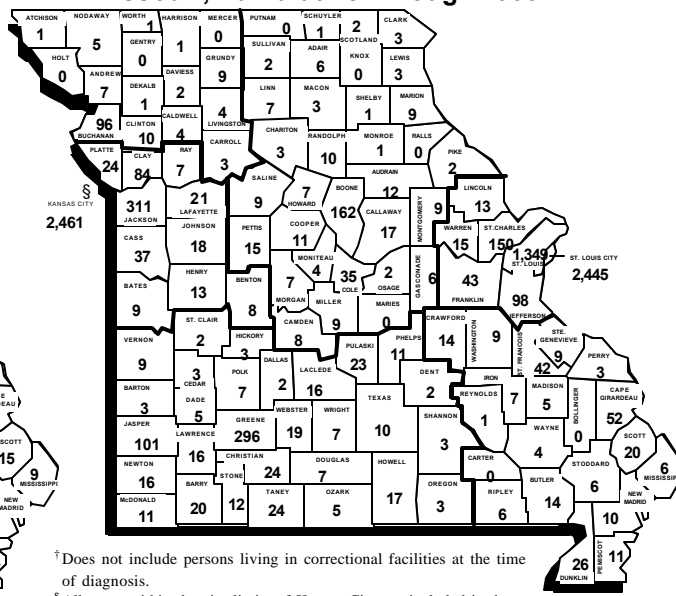 ATCHISON 1
NODAWAY 5
WORTH 1
HARRISON 1
MERCER 0
PUTNAM 0
SCHUYLER 1
SCOTLAND 2
CLARK 3
HOLT 0
GENTRY 0
GRUNDY 9
SULLIVAN 2
ADAIR 6
KNOX 0
LEWIS 3
ANDREW 7
DEKALB 1
DAVIESS 2
LINN 7
MACON 3
SHELBY 1
MARION 9
96 BUCHANAN
CLINTON 10
CALDWELL 4
4 LIVINGSTON
CHARITON 3
RANDOLPH 10
MONROE 1
RALLS 0
PIKE 2
PLATTE 24
CLAY 84
RAY 7
CARROLL 3
SALINE 9
7 HOWARD
BOONE 162
AUDRAIN 12
MONTGOMERY 9
LINCOLN 13
§
KANSAS CITY
2,461
311 JACKSON
21 LAFAYETTE
COOPER 11
CALLAWAY 17
WARREN 15
ST.CHARLES 150
1,349 ST. LOUIS
ST. LOUIS CITY
2,445
CASS 37
JOHNSON 18
PETTIS 15
MONITEAU 4
35 COLE
2 OSAGE
GASCONADE 6
43 FRANKLIN
98 JEFFERSON
BATES 9
HENRY 13
BENTON 8
7 MORGAN
MILLER 9
MARIES 0
CRAWFORD 14
WASHINGTON 9
ST. FRANCOIS 42
STE. GENEVIEVE 9
PERRY 3
VERNON 9
ST. CLAIR 2
HICKORY 3
CAMDEN 8
PULASKI 23
PHELPS 11
DENT 2
IRON 7
MADISON 5
BOLLINGER 0
CAPE GIRARDEAU 52
BARTON 3
3 CEDAR
POLK 7
DALLAS 2
LACLEDE 16
TEXAS 10
REYNOLDS 1
WAYNE 4
SCOTT 20
6 MISSISSIPPI
JASPER 101
DADE 5
GREENE 296
WEBSTER 19
WRIGHT 7
SHANNON 3
CARTER 0
BUTLER 14
STODDARD 6
NEW MADRID 10
NEWTON 16
LAWRENCE 16
CHRISTIAN 24
DOUGLAS 7
HOWELL 17
OREGON 3
RIPLEY 6
McDONALD 11
BARRY 20
STONE 12
TANEY 24
OZARK 5
26 DUNKLIN
PEMISCOT 11
SCOTT 15
9 MISSISSIPPI
NEW MADRID
† Does not include persons living in correctional facilities at the time
of diagnosis.